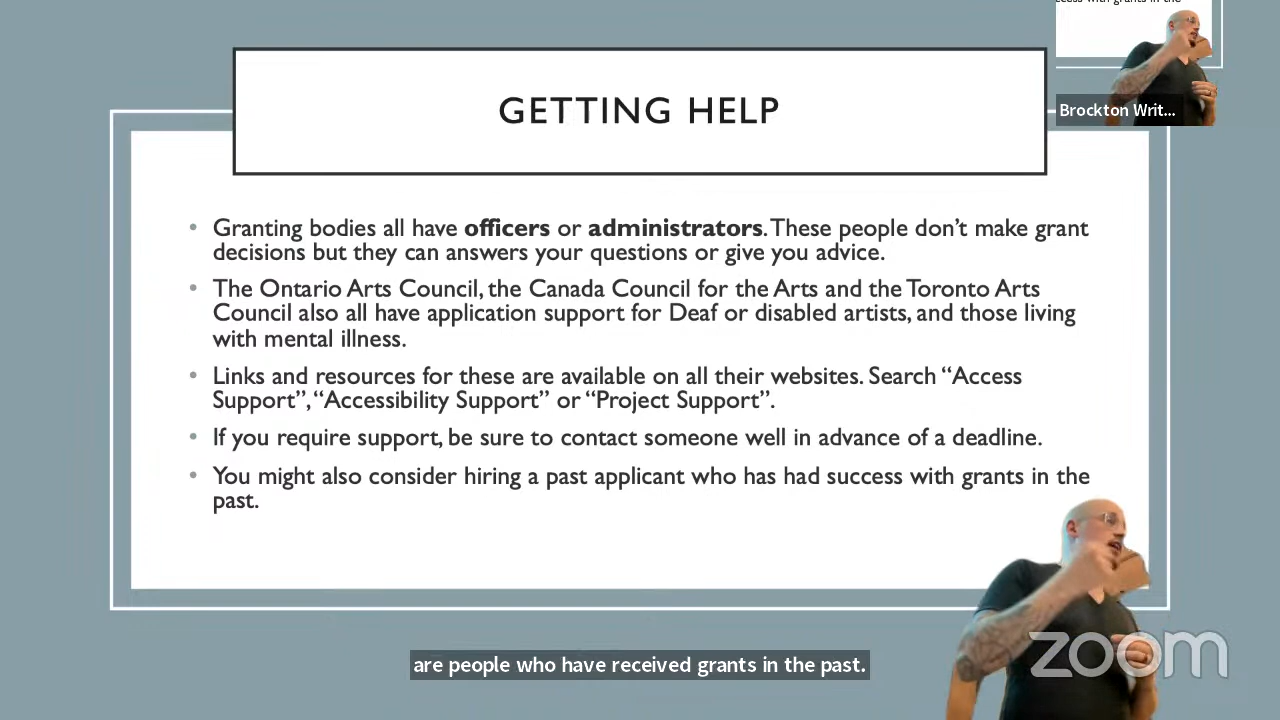 cess with grants in the
Brockton Writ...
GETTING HELP
• Granting bodies all have officers or administrators. These people don’t make grant
decisions but they can answers your questions or give you advice.
• The Ontario Arts Council, the Canada Council for the Arts and the Toronto Arts
Council also all have application support for Deaf or disabled artists, and those living
with mental illness.
• Links and resources for these are available on all their websites. Search “Access
Support”, “Accessibility Support” or “Project Support”.
• If you require support, be sure to contact someone well in advance of a deadline.
• You might also consider hiring a past applicant who has had success with grants in the
past.
are people who have received grants in the past.
zoom